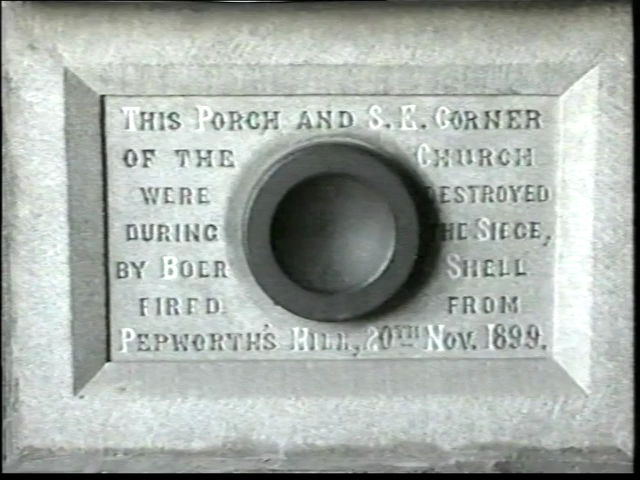 THIS PORCH AND S. E. CORNER
OF THE CHURCH
WERE DESTROYED
DURING THE SIEGE,
BY BOER SHELL
FIRED FROM
PEPWORTH'S HILL, 20TH NOV. 1899.